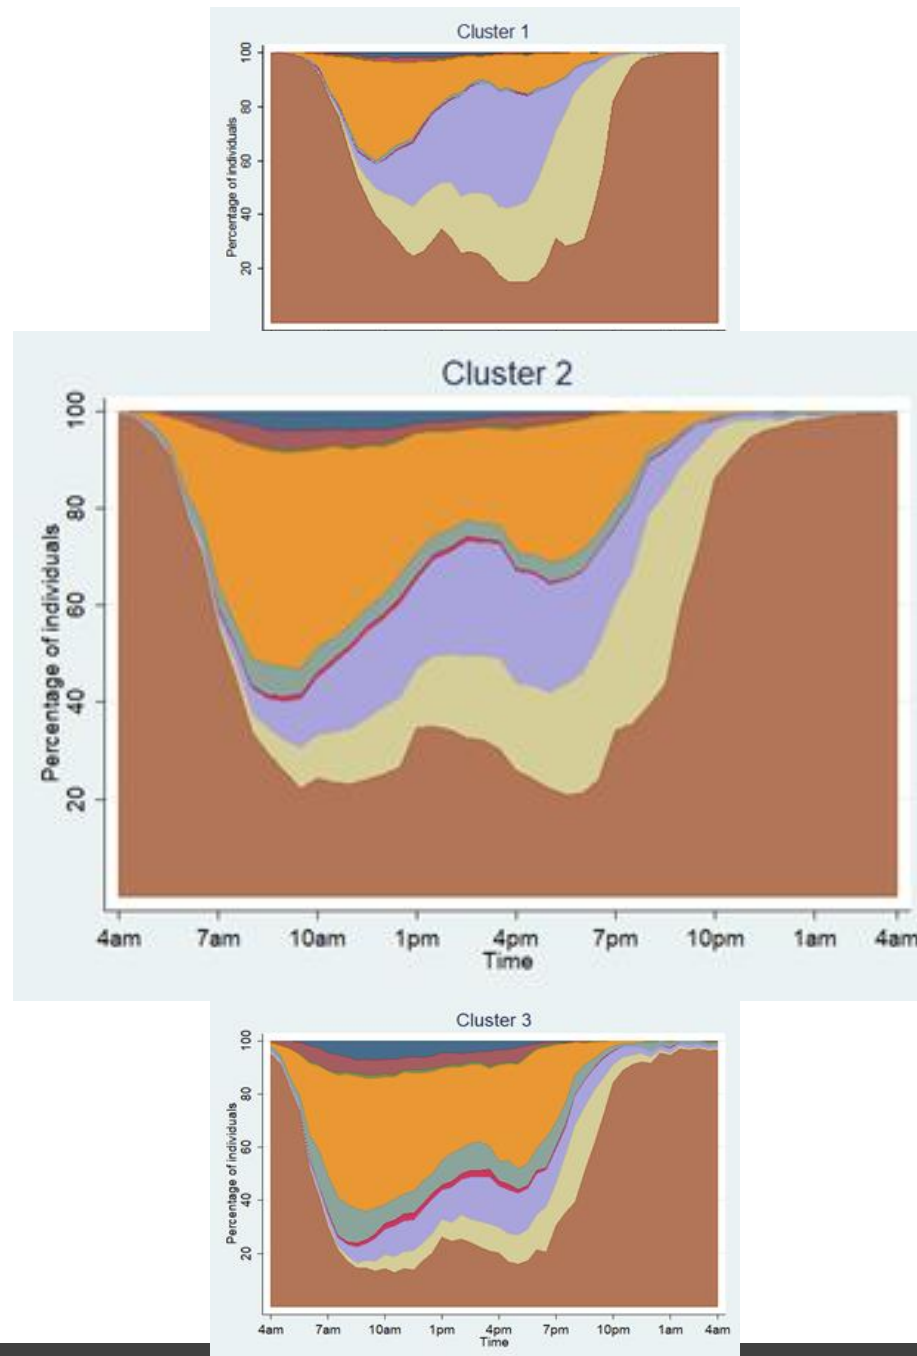 Cluster 1
Percentage of individuals
100
80
60
40
20
Cluster 2
Percentage of individuals
100
80
60
40
20
4am 7am 10am 1pm 4pm 7pm 10pm 1am 4am
Time
Cluster 3
Percentage of individuals
100
80
60
40
20
4am 7am 10am 1pm 4pm 7pm 10pm 1am 4am
Time